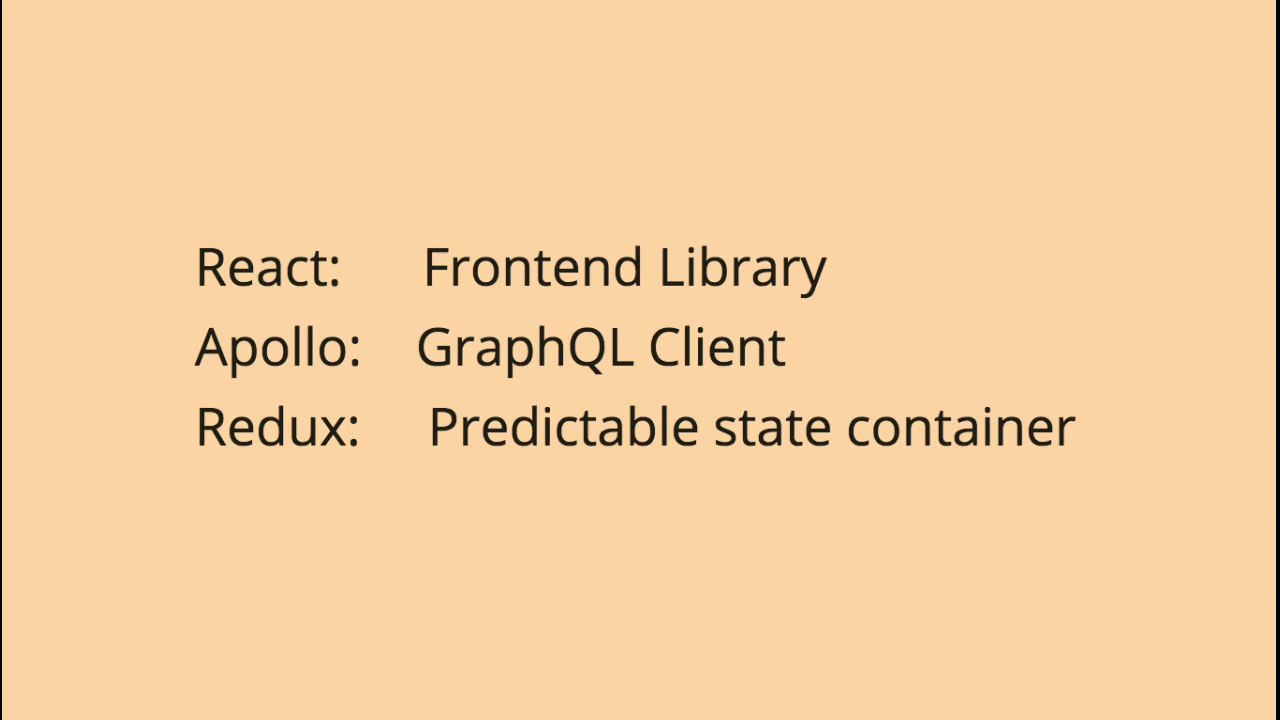 React: Frontend Library
Apollo: GraphQL Client
Redux: Predictable state container